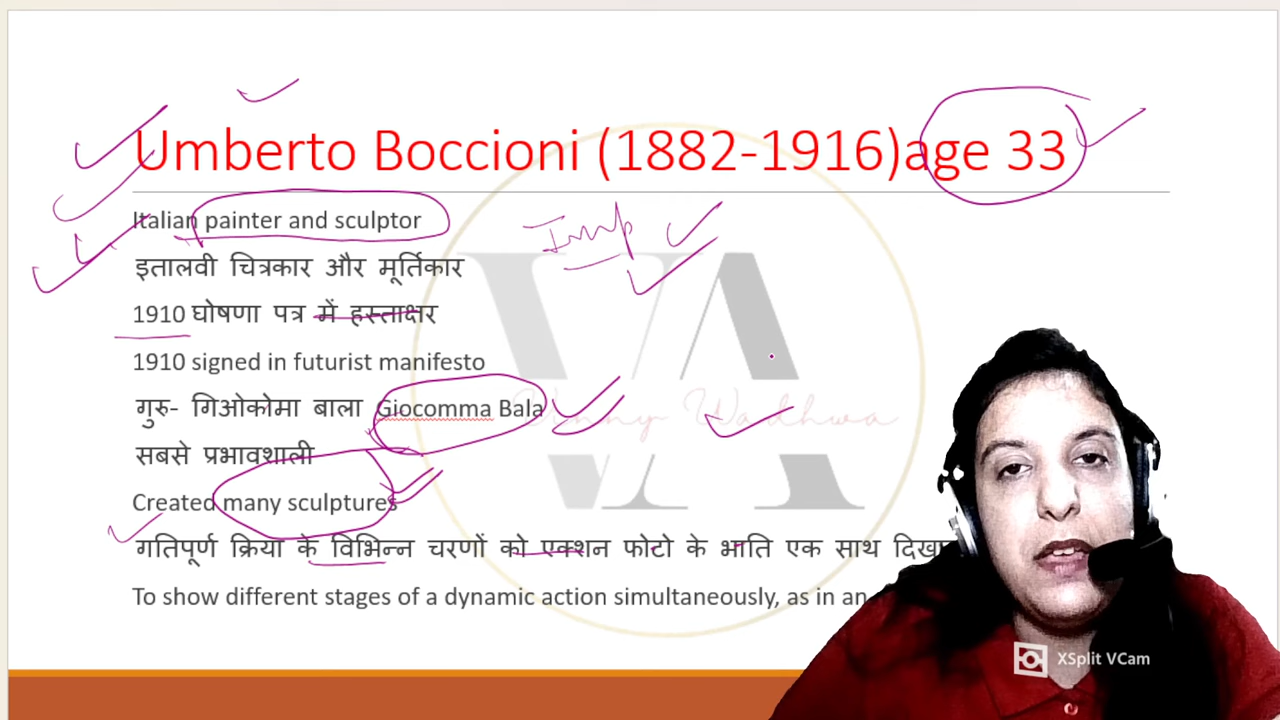 Umberto Boccioni (1882-1916)age 33
Italian painter and sculptor
Imp
इतालवी चित्रकार और मूर्तिकार
1910 घोषणा पत्र में हस्ताक्षर
1910 signed in futurist manifesto
गुरु- गिओकोमा बाला Giocomma Bala
सबसे प्रभावशाली
Created many sculptures
गतिपूर्ण क्रिया के विभिन्न चरणों को एक्शन फोटो के भाति एक साथ
To show different stages of a dynamic action simultaneously, as in an
VA
Wadhwa
XSplit VCam